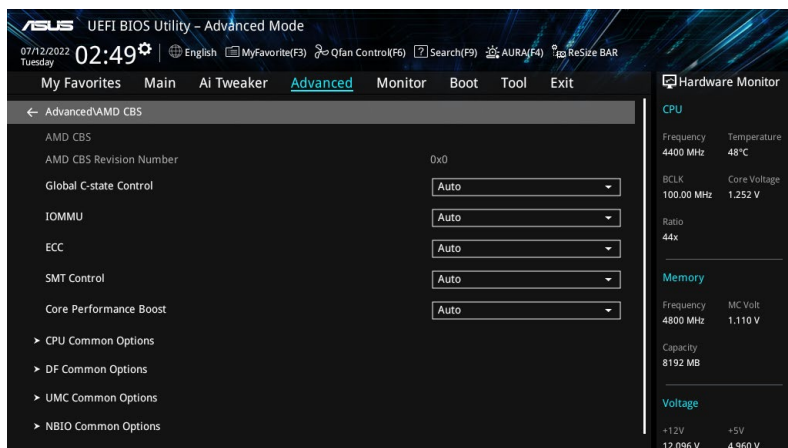 ASUS UEFI BIOS Utility – Advanced Mode
07/12/2022 Tuesday 02:49 English MyFavorite(F3) Qfan Control(F6) ? Search(F9) AURA(F4) ReSize BAR
My Favorites Main Ai Tweaker Advanced Monitor Boot Tool Exit
← Advanced\AMD CBS
AMD CBS
AMD CBS Revision Number 0x0
Global C-state Control Auto
IOMMU Auto
ECC Auto
SMT Control Auto
Core Performance Boost Auto
> CPU Common Options
> DF Common Options
> UMC Common Options
> NBIO Common Options
Hardware Monitor
CPU
Frequency Temperature
4400 MHz 48°C
BCLK Core Voltage
100.00 MHz 1.252 V
Ratio
44x
Memory
Frequency MC Volt
4800 MHz 1.110 V
Capacity
8192 MB
Voltage
+12V +5V
12.096 V 4.960 V